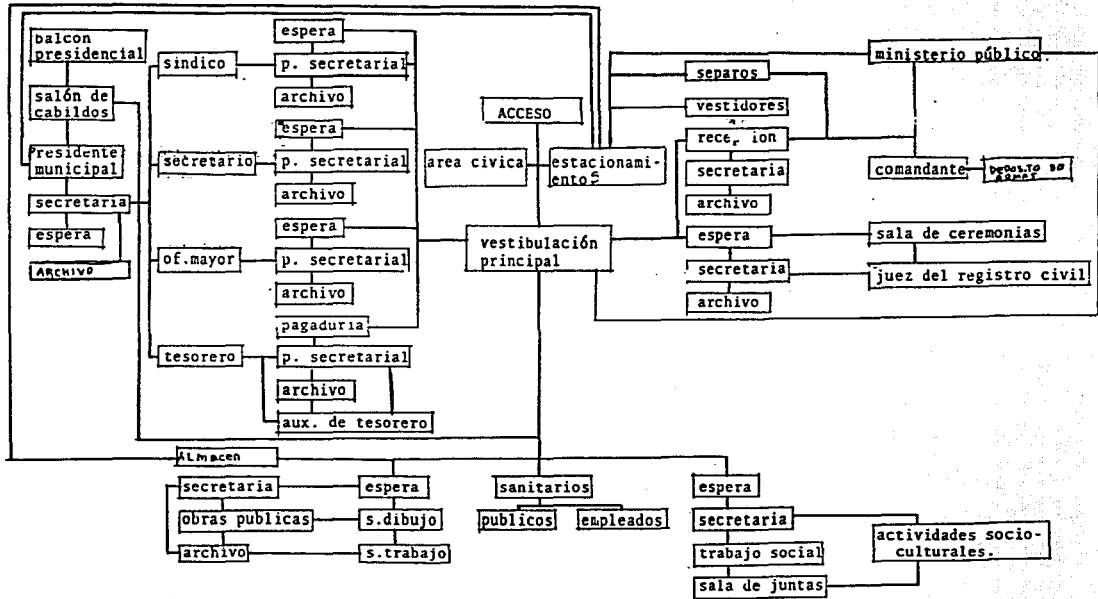 balcon
presidencial
salón de
cabildos
Presidente
municipal
secretaria
espera
ARCHIVO
sindico
secretario
of.mayor
tesorero
espera
p. secretarial
archivo
espera
p. secretarial
archivo
espera
p. secretarial
archivo
pagaduria
p. secretarial
archivo
aux. de tesorero
ACCESO
area civica
estacionami-
entos
vestibulación
principal
separos
vestidores
secretaria
archivo
espera
secretaria
archivo
ministerio público
comandante
sala de ceremonias
juez del registro civil
ALmacen
secretaria
obras publicas
archivo
espera
s.dibujo
s.trabajo
sanitarios
publicos
empleados
espera
secretaria
trabajo social
sala de juntas
actividades socio-
culturales.